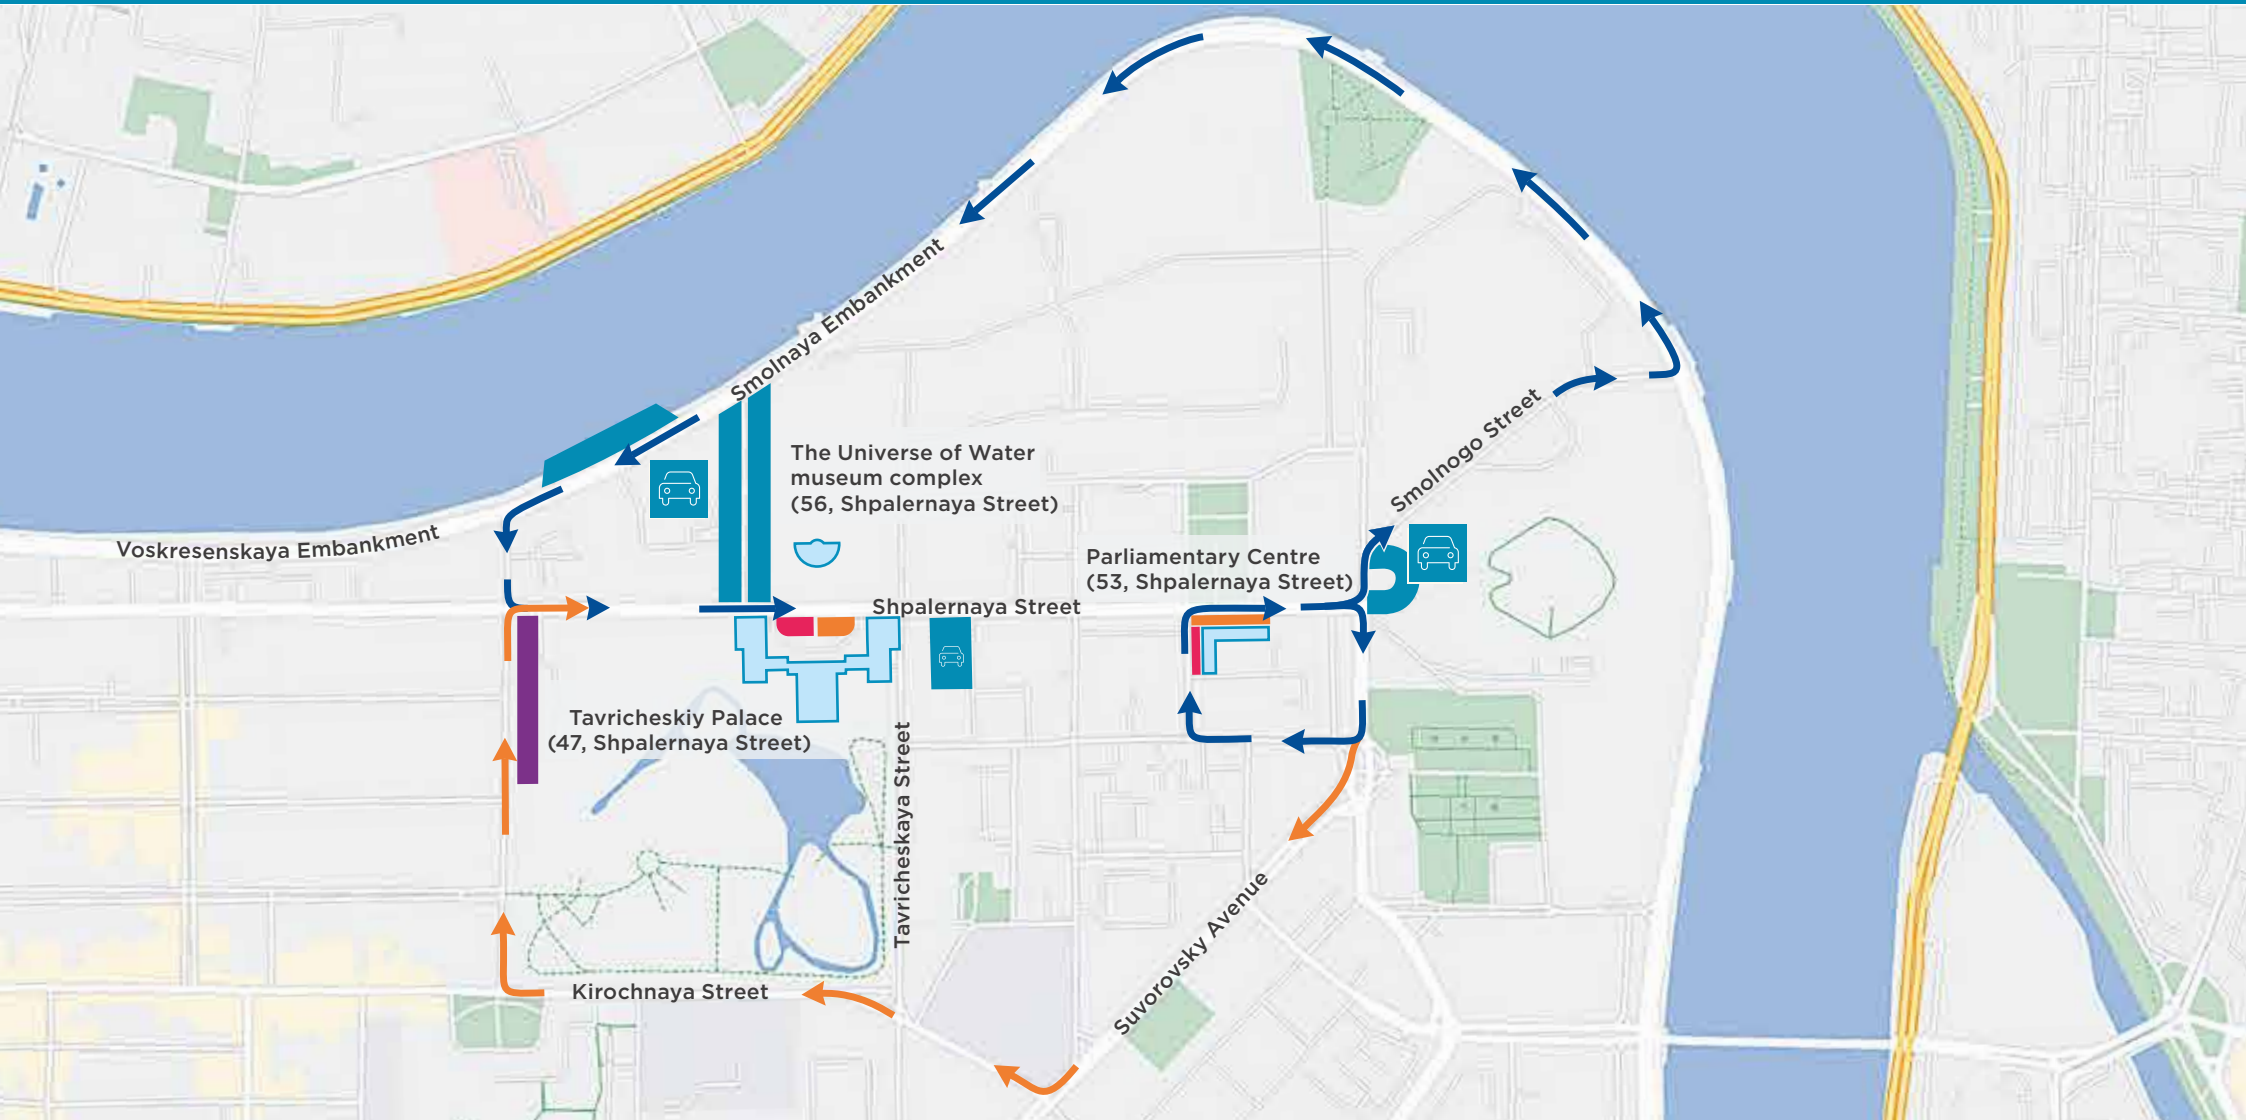 Smolnaya Embankment
Smolnogo Street
The Universe of Water
museum complex
(56, Shpalernaya Street)
Voskresenskaya Embankment
Parliamentary Centre
(53, Shpalernaya Street)
Shpalernaya Street
Tavricheskiy Palace
(47, Shpalernaya Street)
Tavricheskaya Street
Suvorovsky Avenue
Kirochnaya Street